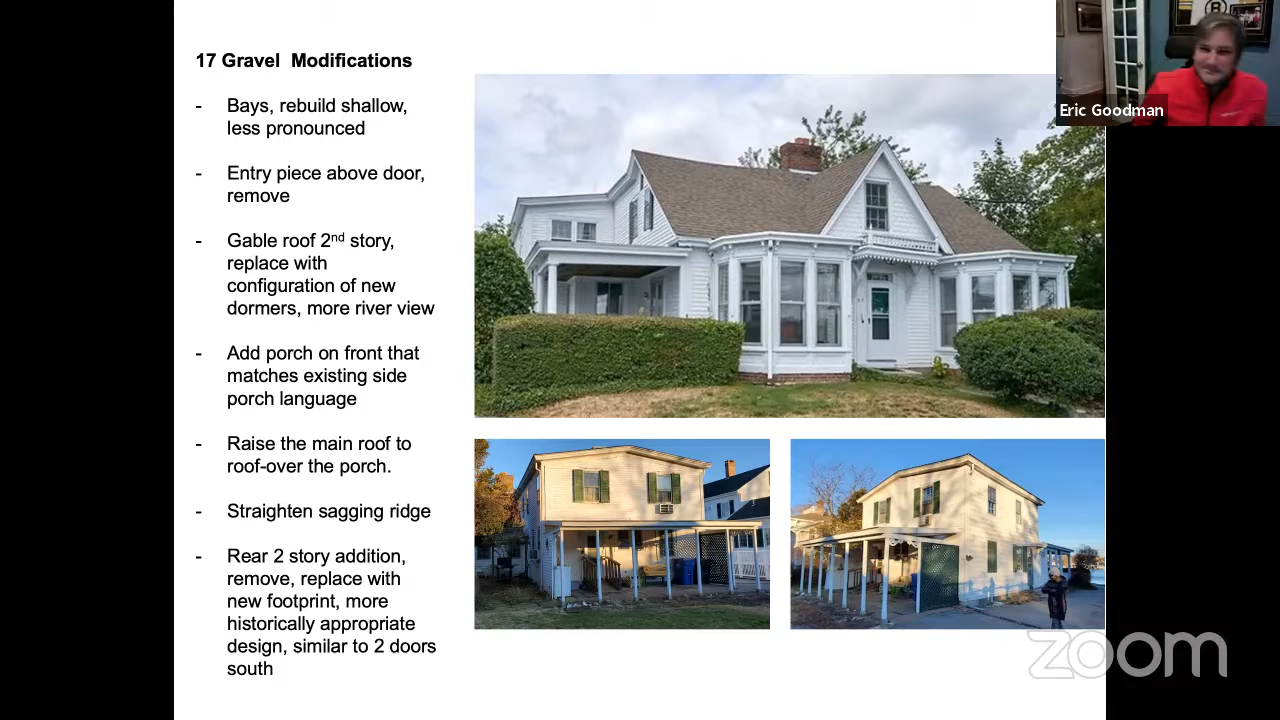 17 Gravel  Modifications
- Bays, rebuild shallow,
less pronounced
- Entry piece above door,
remove
- Gable roof 2nd story,
replace with
configuration of new
dormers, more river view
- Add porch on front that
matches existing side
porch language
- Raise the main roof to
roof-over the porch.
- Straighten sagging ridge
- Rear 2 story addition,
remove, replace with
new footprint, more
historically appropriate
design, similar to 2 doors
south
Eric Goodman
zoom